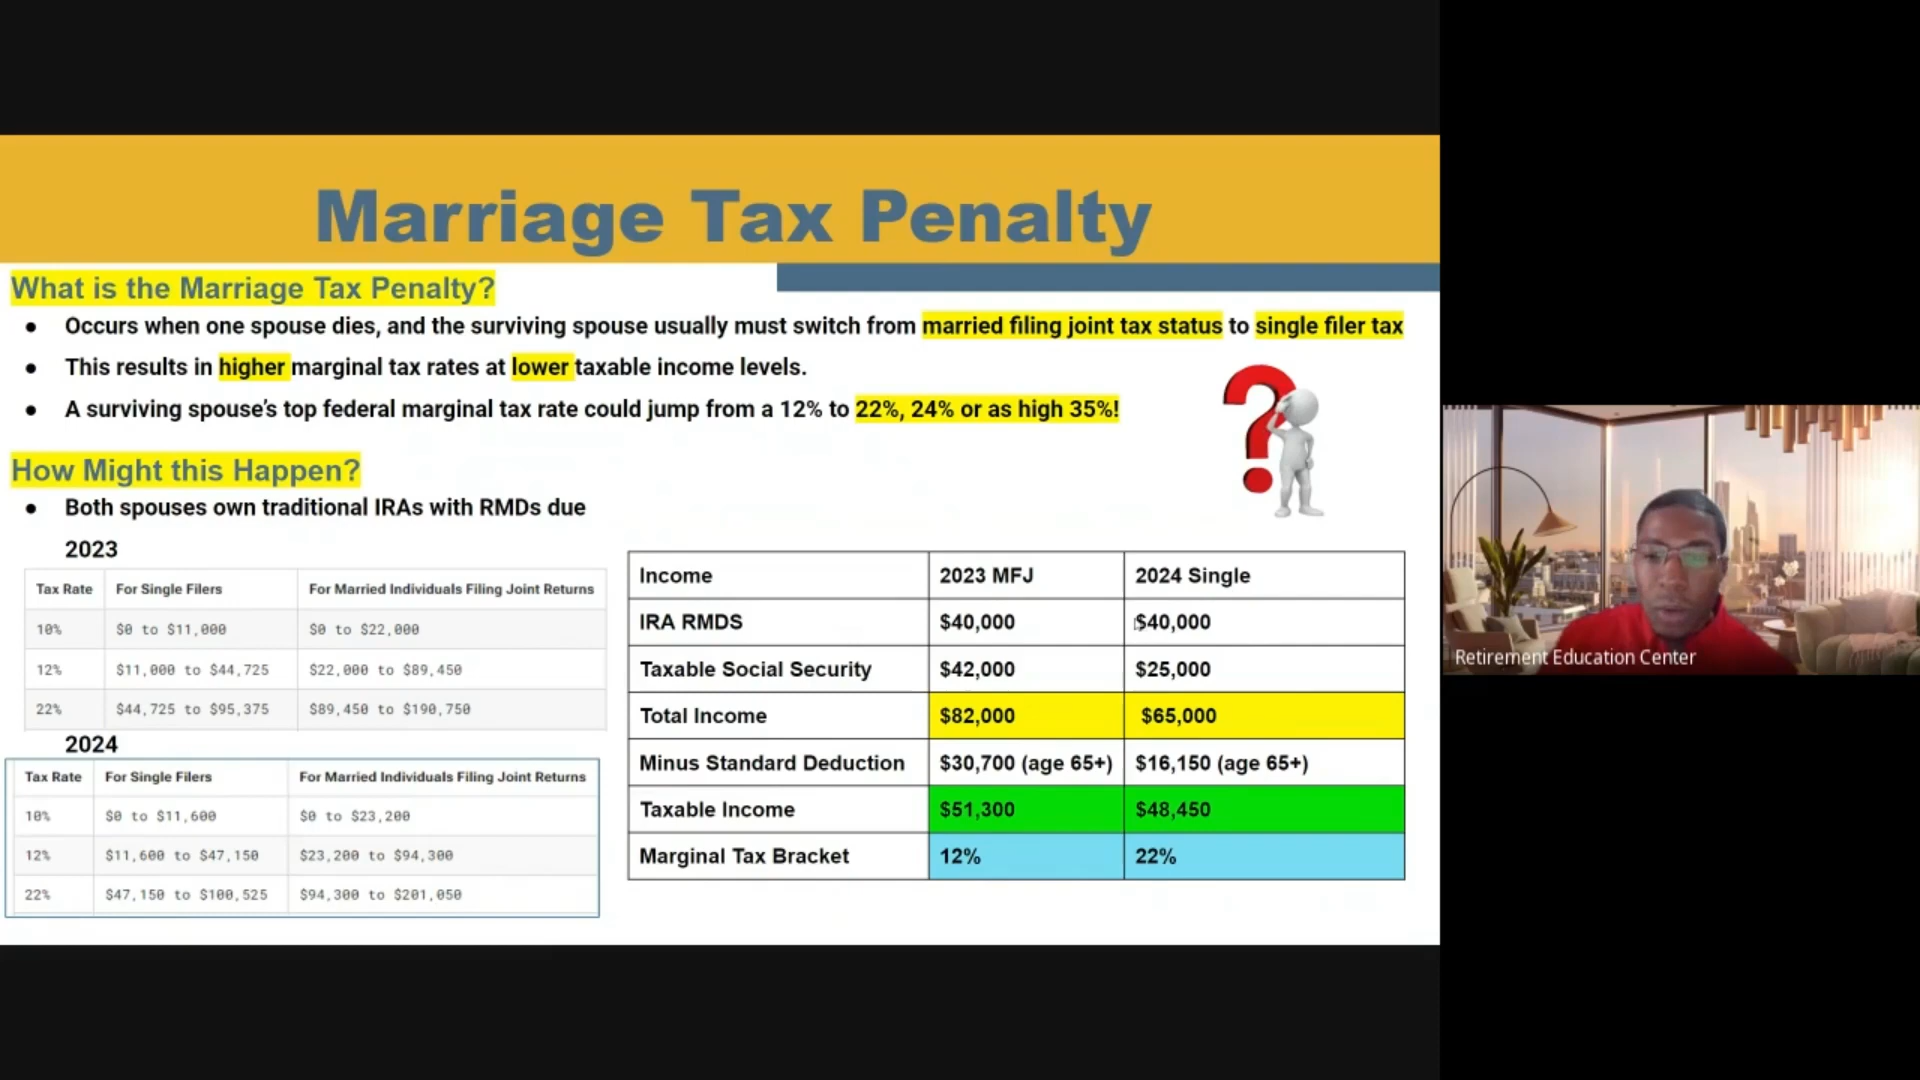 Marriage Tax Penalty
What is the Marriage Tax Penalty?
● Occurs when one spouse dies, and the surviving spouse usually must switch from married filing joint tax status to single filer tax
● This results in higher marginal tax rates at lower taxable income levels.
● A surviving spouse's top federal marginal tax rate could jump from a 12% to 22%, 24% or as high 35%!
How Might this Happen?
● Both spouses own traditional IRAs with RMDs due
2023
Tax Rate For Single Filers For Married Individuals Filing Joint Returns
10% $0 to $11,000 $0 to $22,000
12% $11,000 to $44,725 $22,000 to $89,450
22% $44,725 to $95,375 $89,450 to $190,750
2024
Tax Rate For Single Filers For Married Individuals Filing Joint Returns
10% $0 to $11,600 $0 to $23,200
12% $11,600 to $47,150 $23,200 to $94,300
22% $47,150 to $100,525 $94,300 to $201,050
Income 2023 MFJ 2024 Single
IRA RMDS $40,000 $40,000
Taxable Social Security $42,000 $25,000
Total Income $82,000 $65,000
Minus Standard Deduction $30,700 (age 65+) $16,150 (age 65+)
Taxable Income $51,300 $48,450
Marginal Tax Bracket 12% 22%
Retirement Education Center